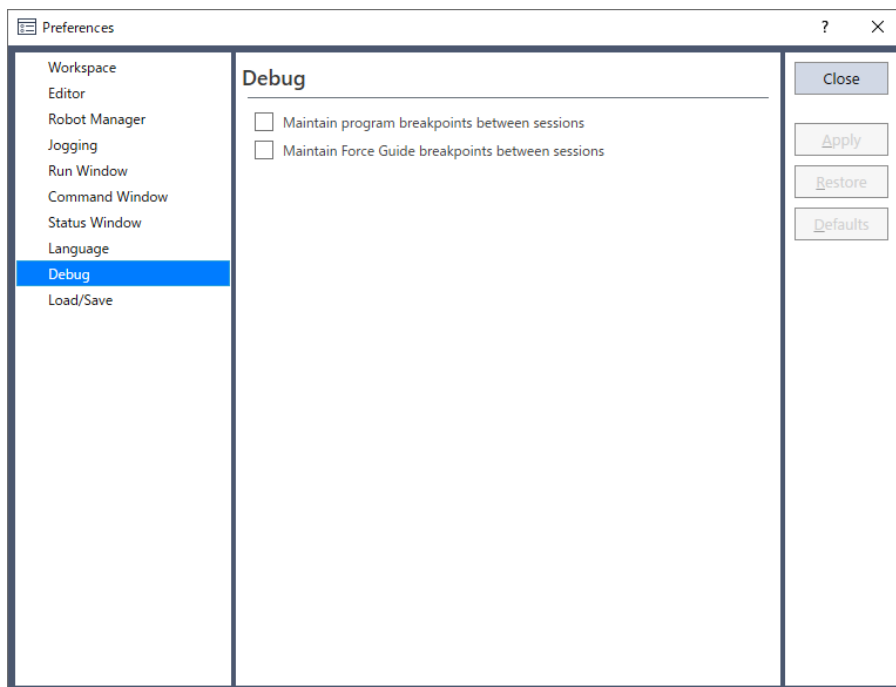 Preferences
?
Workspace
Editor
Robot Manager
Jogging
Run Window
Command Window
Status Window
Language
Debug
Load/Save
Debug
Maintain program breakpoints between sessions
Maintain Force Guide breakpoints between sessions
Close
Apply
Restore
Defaults